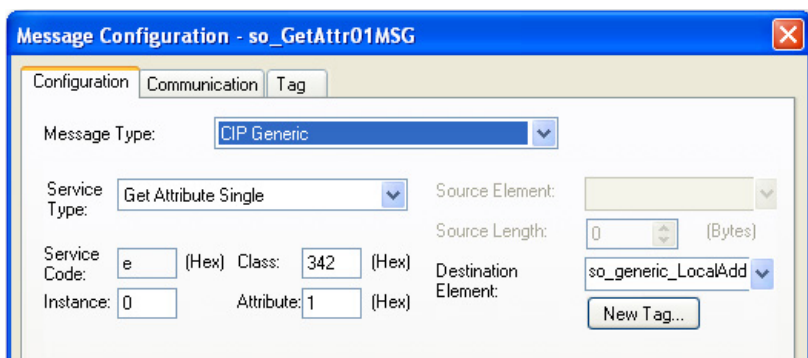 Message Configuration - so_GetAttr01MSG
Configuration Communication Tag
Message Type: CIP Generic
Service Type: Get Attribute Single
Source Element:
Source Length: 0 (Bytes)
Service Code: e (Hex) Class: 342 (Hex)
Destination Element: so_generic_LocalAdd
Instance: 0 Attribute: 1 (Hex)
New Tag...